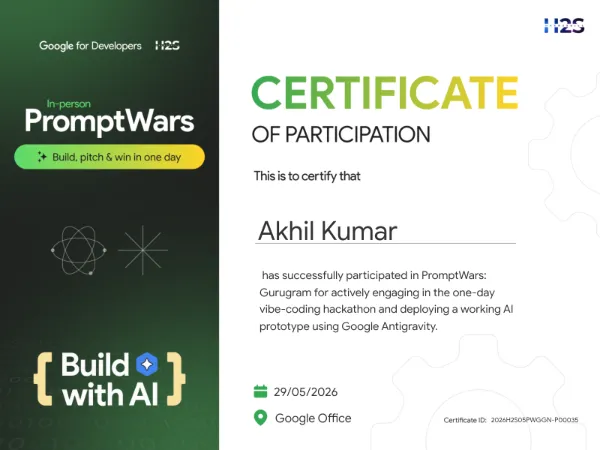 Google for Developers H2S
In-person
PromptWars
Build, pitch & win in one day
Build
with AI
H2S
CERTIFICATE
OF PARTICIPATION
This is to certify that
Akhil Kumar
has successfully participated in PromptWars:
Gurugram for actively engaging in the one-day
vibe-coding hackathon and deploying a working AI
prototype using Google Antigravity.
29/05/2026
Google Office
Certificate ID: 2026H2S05PWGGN-P00035